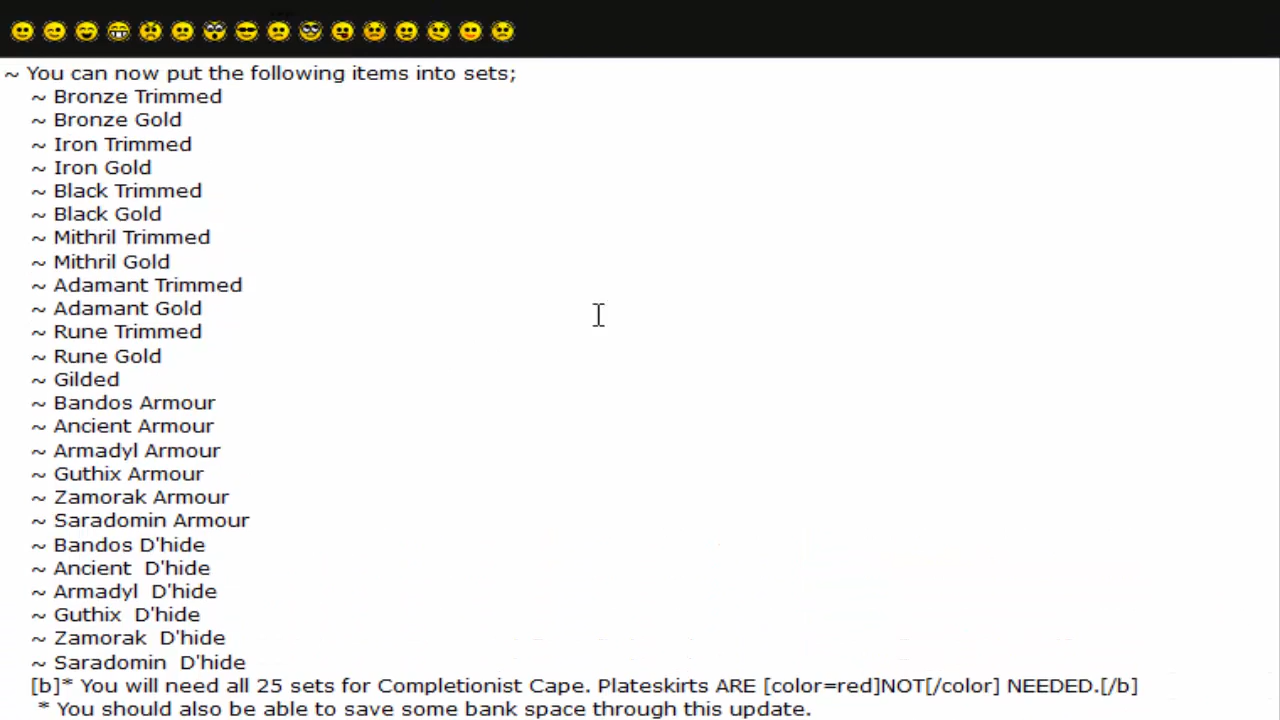 ~ You can now put the following items into sets;
~ Bronze Trimmed
~ Bronze Gold
~ Iron Trimmed
~ Iron Gold
~ Black Trimmed
~ Black Gold
~ Mithril Trimmed
~ Mithril Gold
~ Adamant Trimmed
~ Adamant Gold
~ Rune Trimmed
~ Rune Gold
~ Gilded
~ Bandos Armour
~ Ancient Armour
~ Armadyl Armour
~ Guthix Armour
~ Zamorak Armour
~ Saradomin Armour
~ Bandos D'hide
~ Ancient  D'hide
~ Armadyl  D'hide
~ Guthix  D'hide
~ Zamorak  D'hide
~ Saradomin  D'hide
[b]* You will need all 25 sets for Completionist Cape. Plateskirts ARE [color=red]NOT[/color] NEEDED.[/b]
* You should also be able to save some bank space through this update.